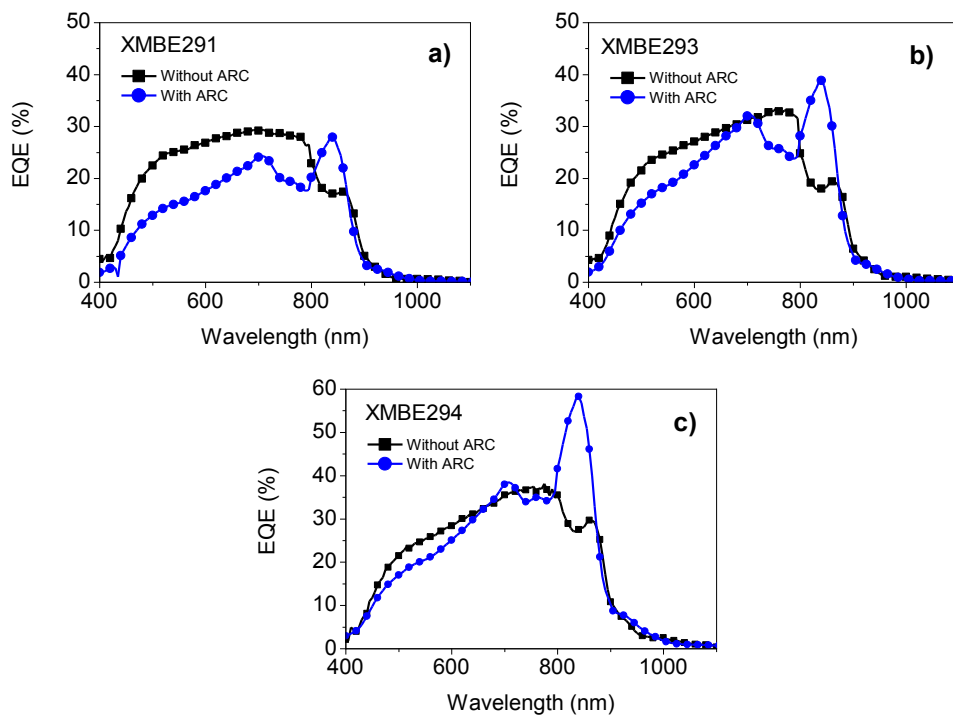 XMBE291
a)
Without ARC
With ARC
EQE (%)
50
40
30
20
10
0
400
600
800
1000
Wavelength (nm)
XMBE293
b)
Without ARC
With ARC
EQE (%)
50
40
30
20
10
0
400
600
800
1000
Wavelength (nm)
XMBE294
c)
Without ARC
With ARC
EQE (%)
60
50
40
30
20
10
0
400
600
800
1000
Wavelength (nm)